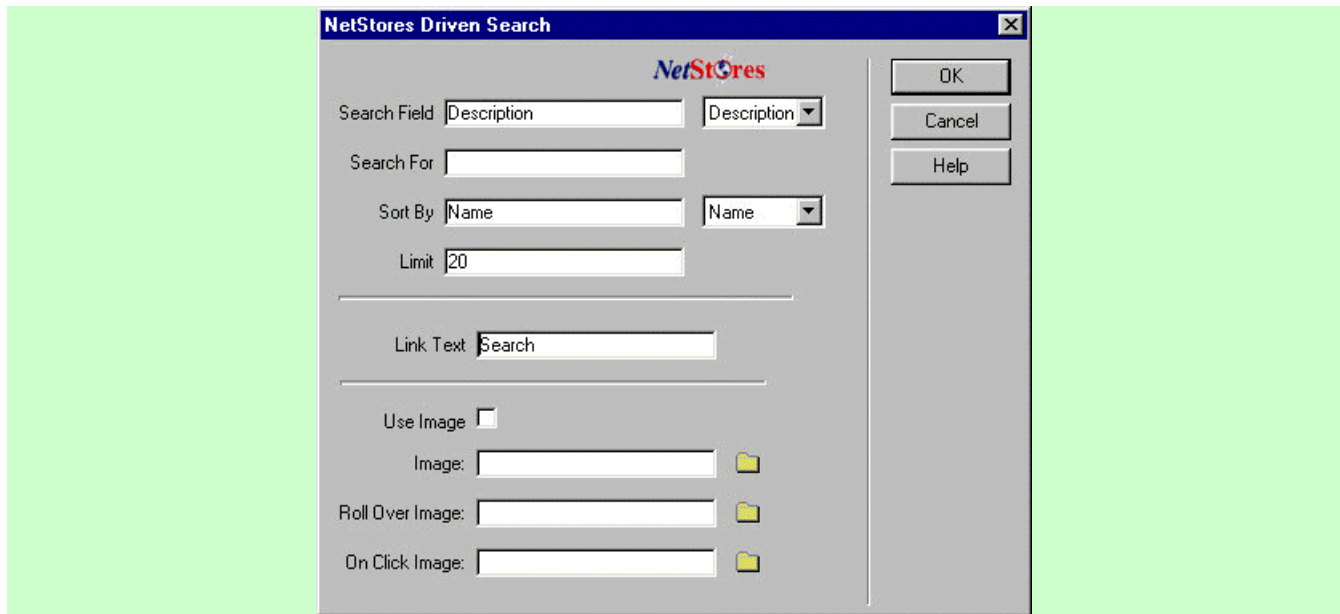 NetStores Driven Search
NetStores
OK
Search Field Description Description
Cancel
Search For
Help
Sort By Name Name
Limit 20
Link Text Search
Use Image
Image:
Roll Over Image:
On Click Image: